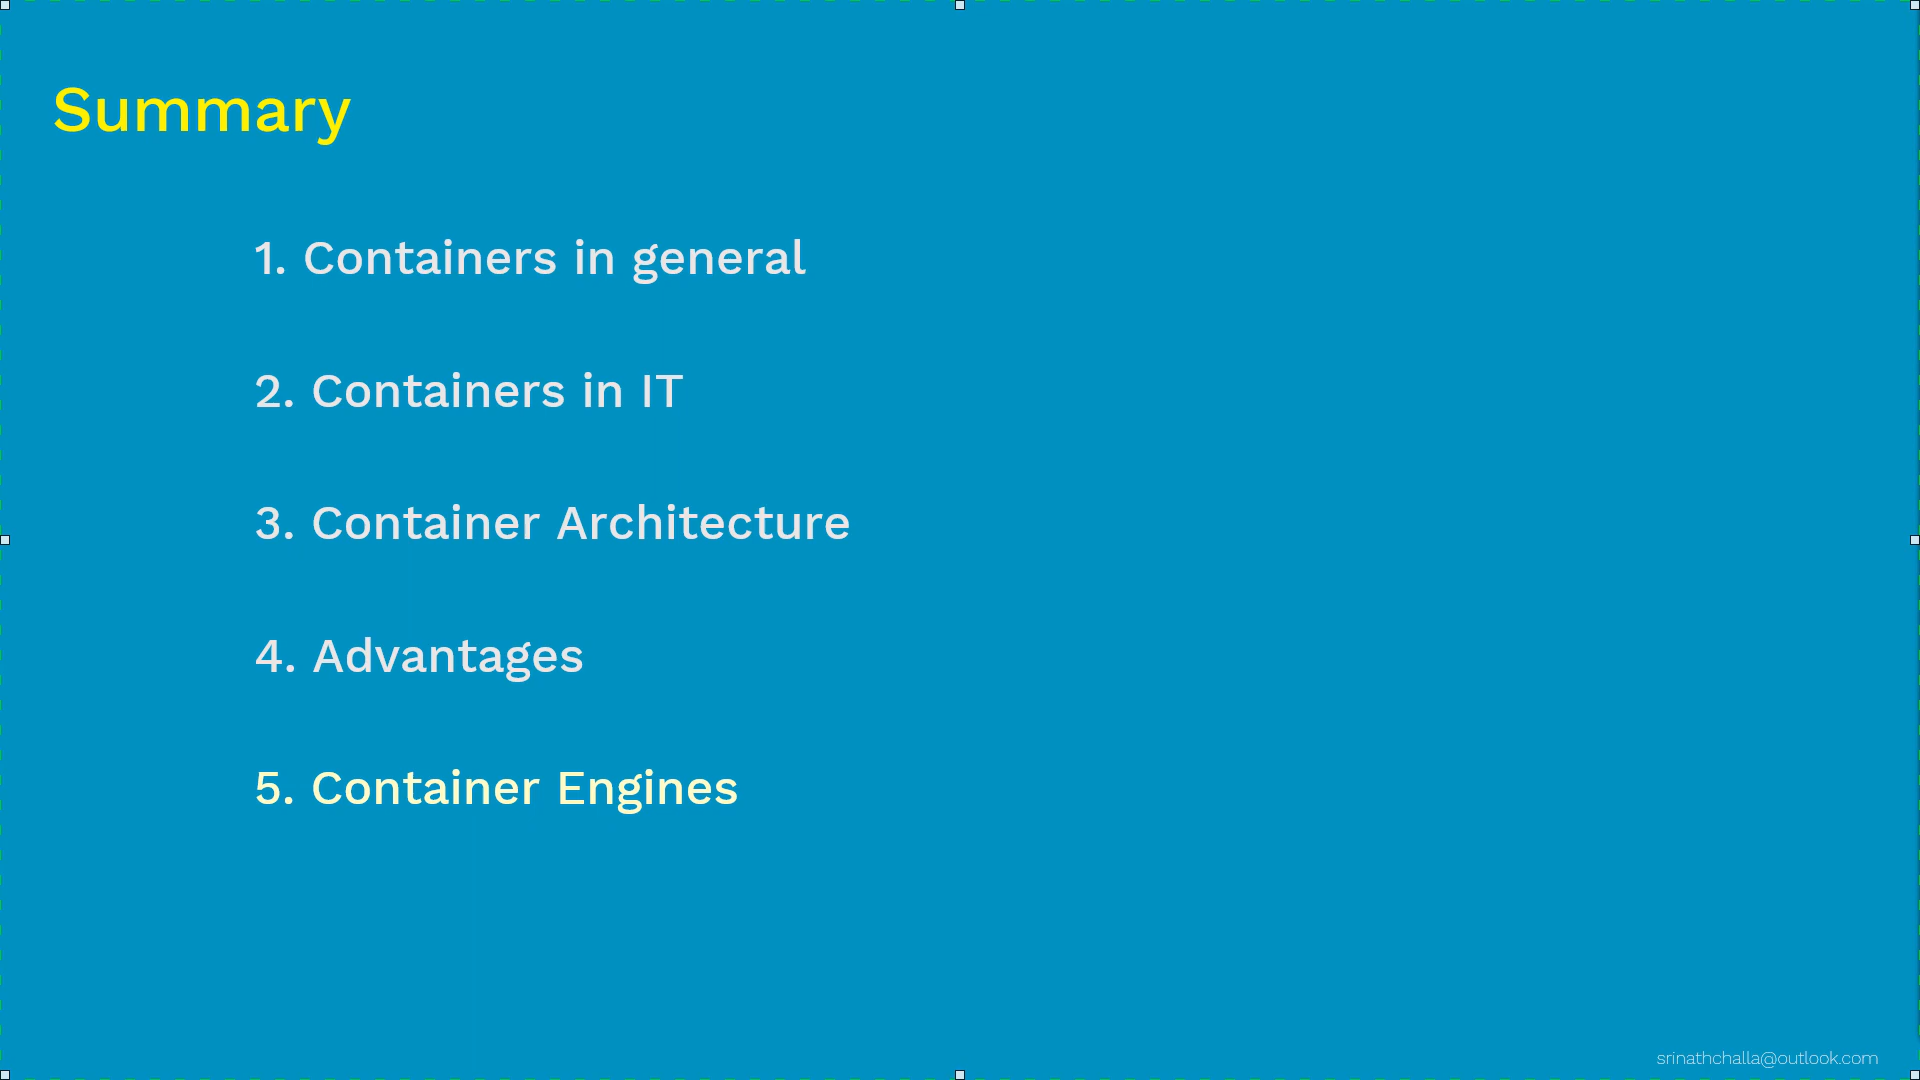 Summary
1. Containers in general
2. Containers in IT
3. Container Architecture
4. Advantages
5. Container Engines
srinathchalla@outlook.com